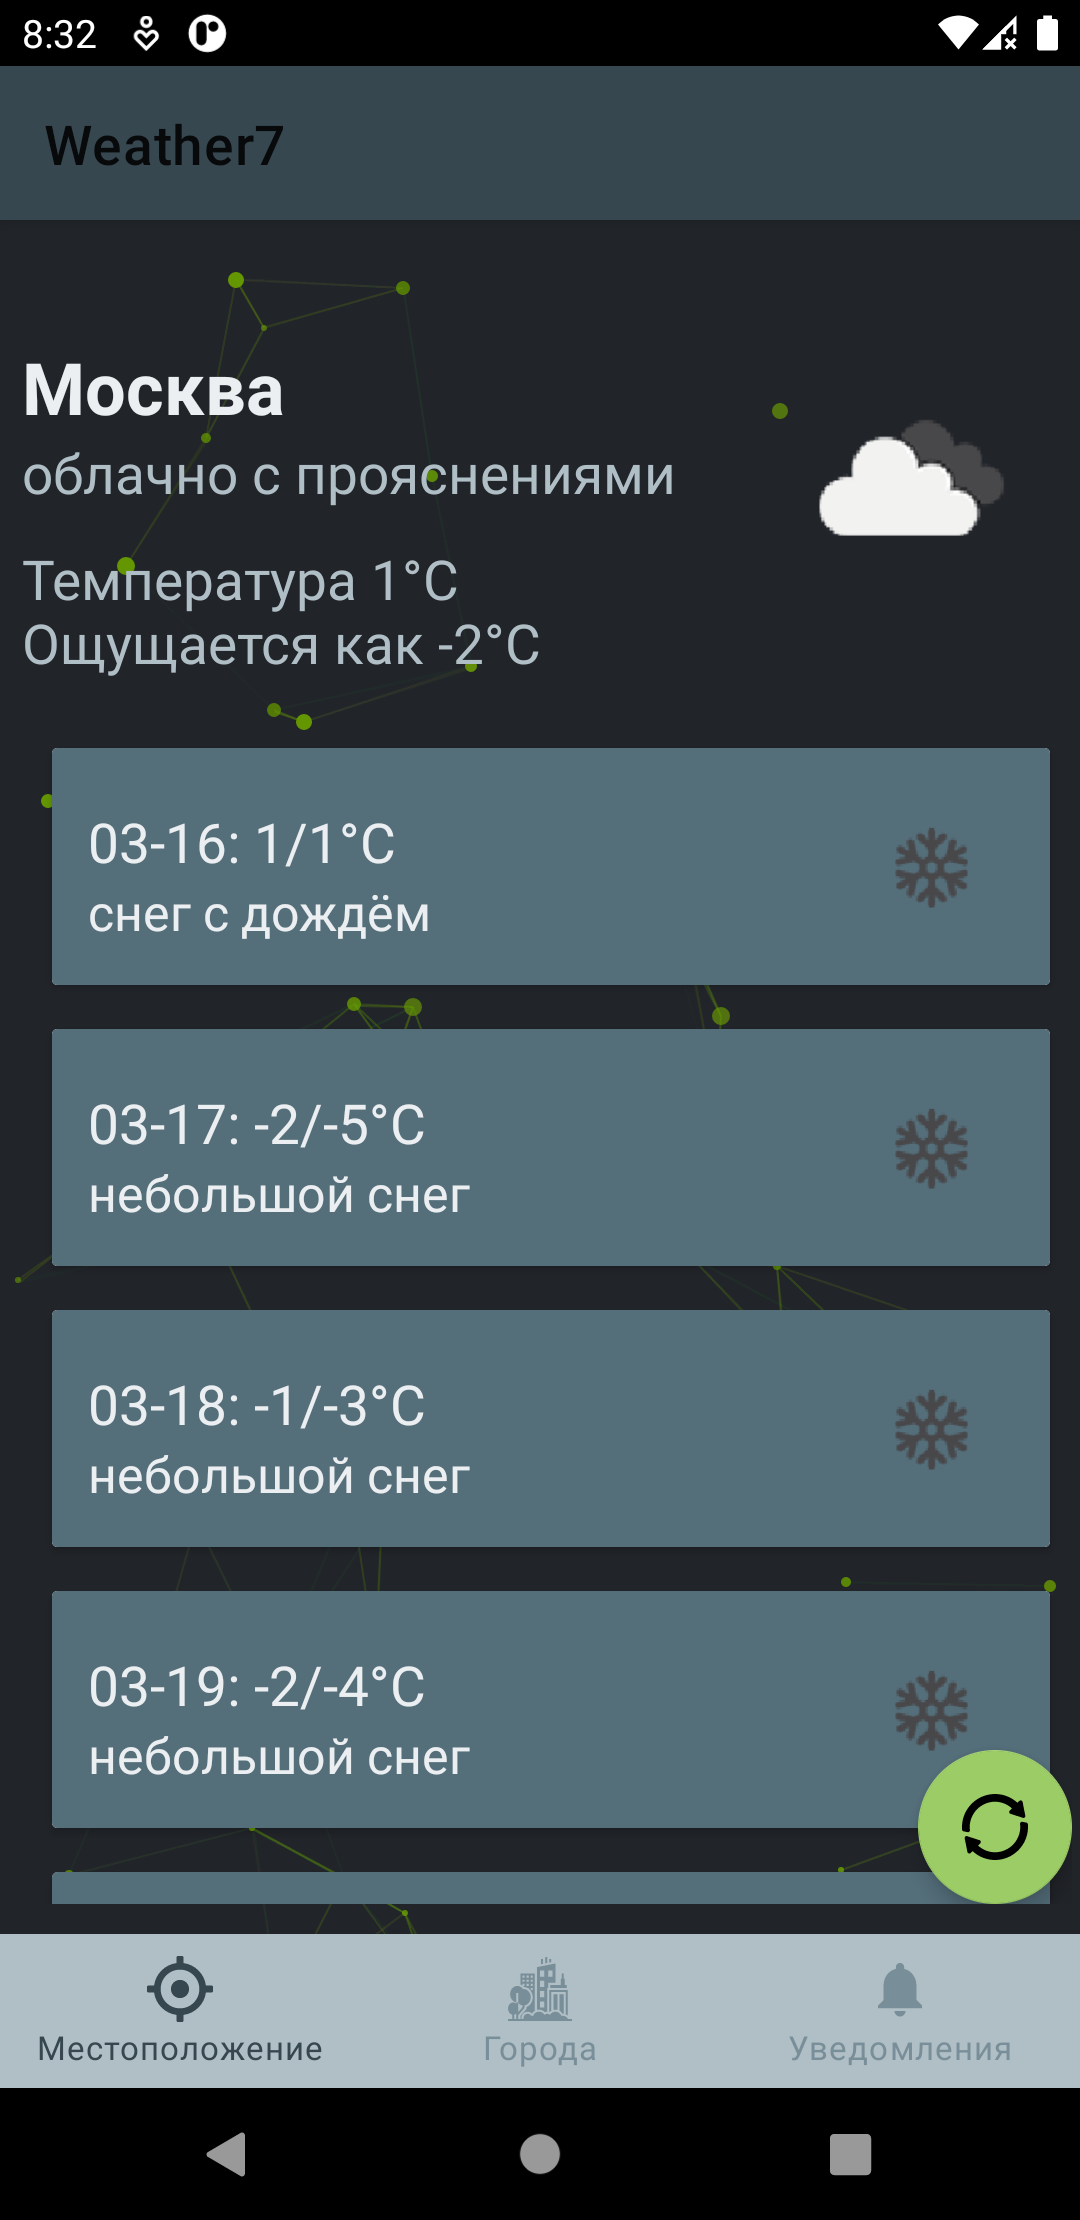 8:32
Weather7
Москва
облачно с прояснениями
Температура 1°C
Ощущается как -2°C
03-16: 1/1°C
снег с дождём
03-17: -2/-5°C
небольшой снег
03-18: -1/-3°C
небольшой снег
03-19: -2/-4°C
небольшой снег
Местоположение
Города
Уведомления